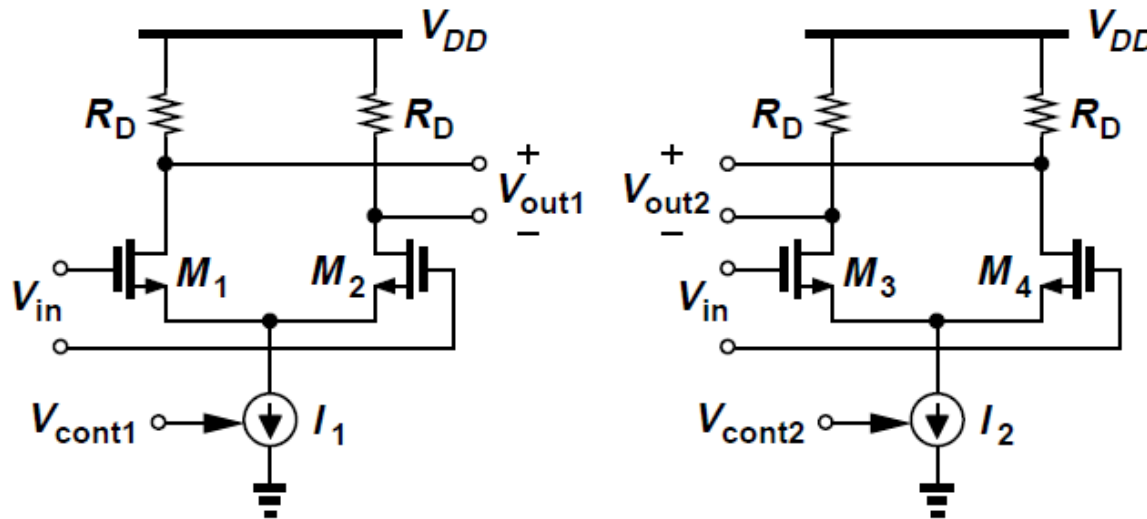 VDD
RD
RD
+
Vout1
−
M1
M2
Vin
Vcont1
I1
VDD
RD
RD
+
Vout2
−
M3
M4
Vin
Vcont2
I2